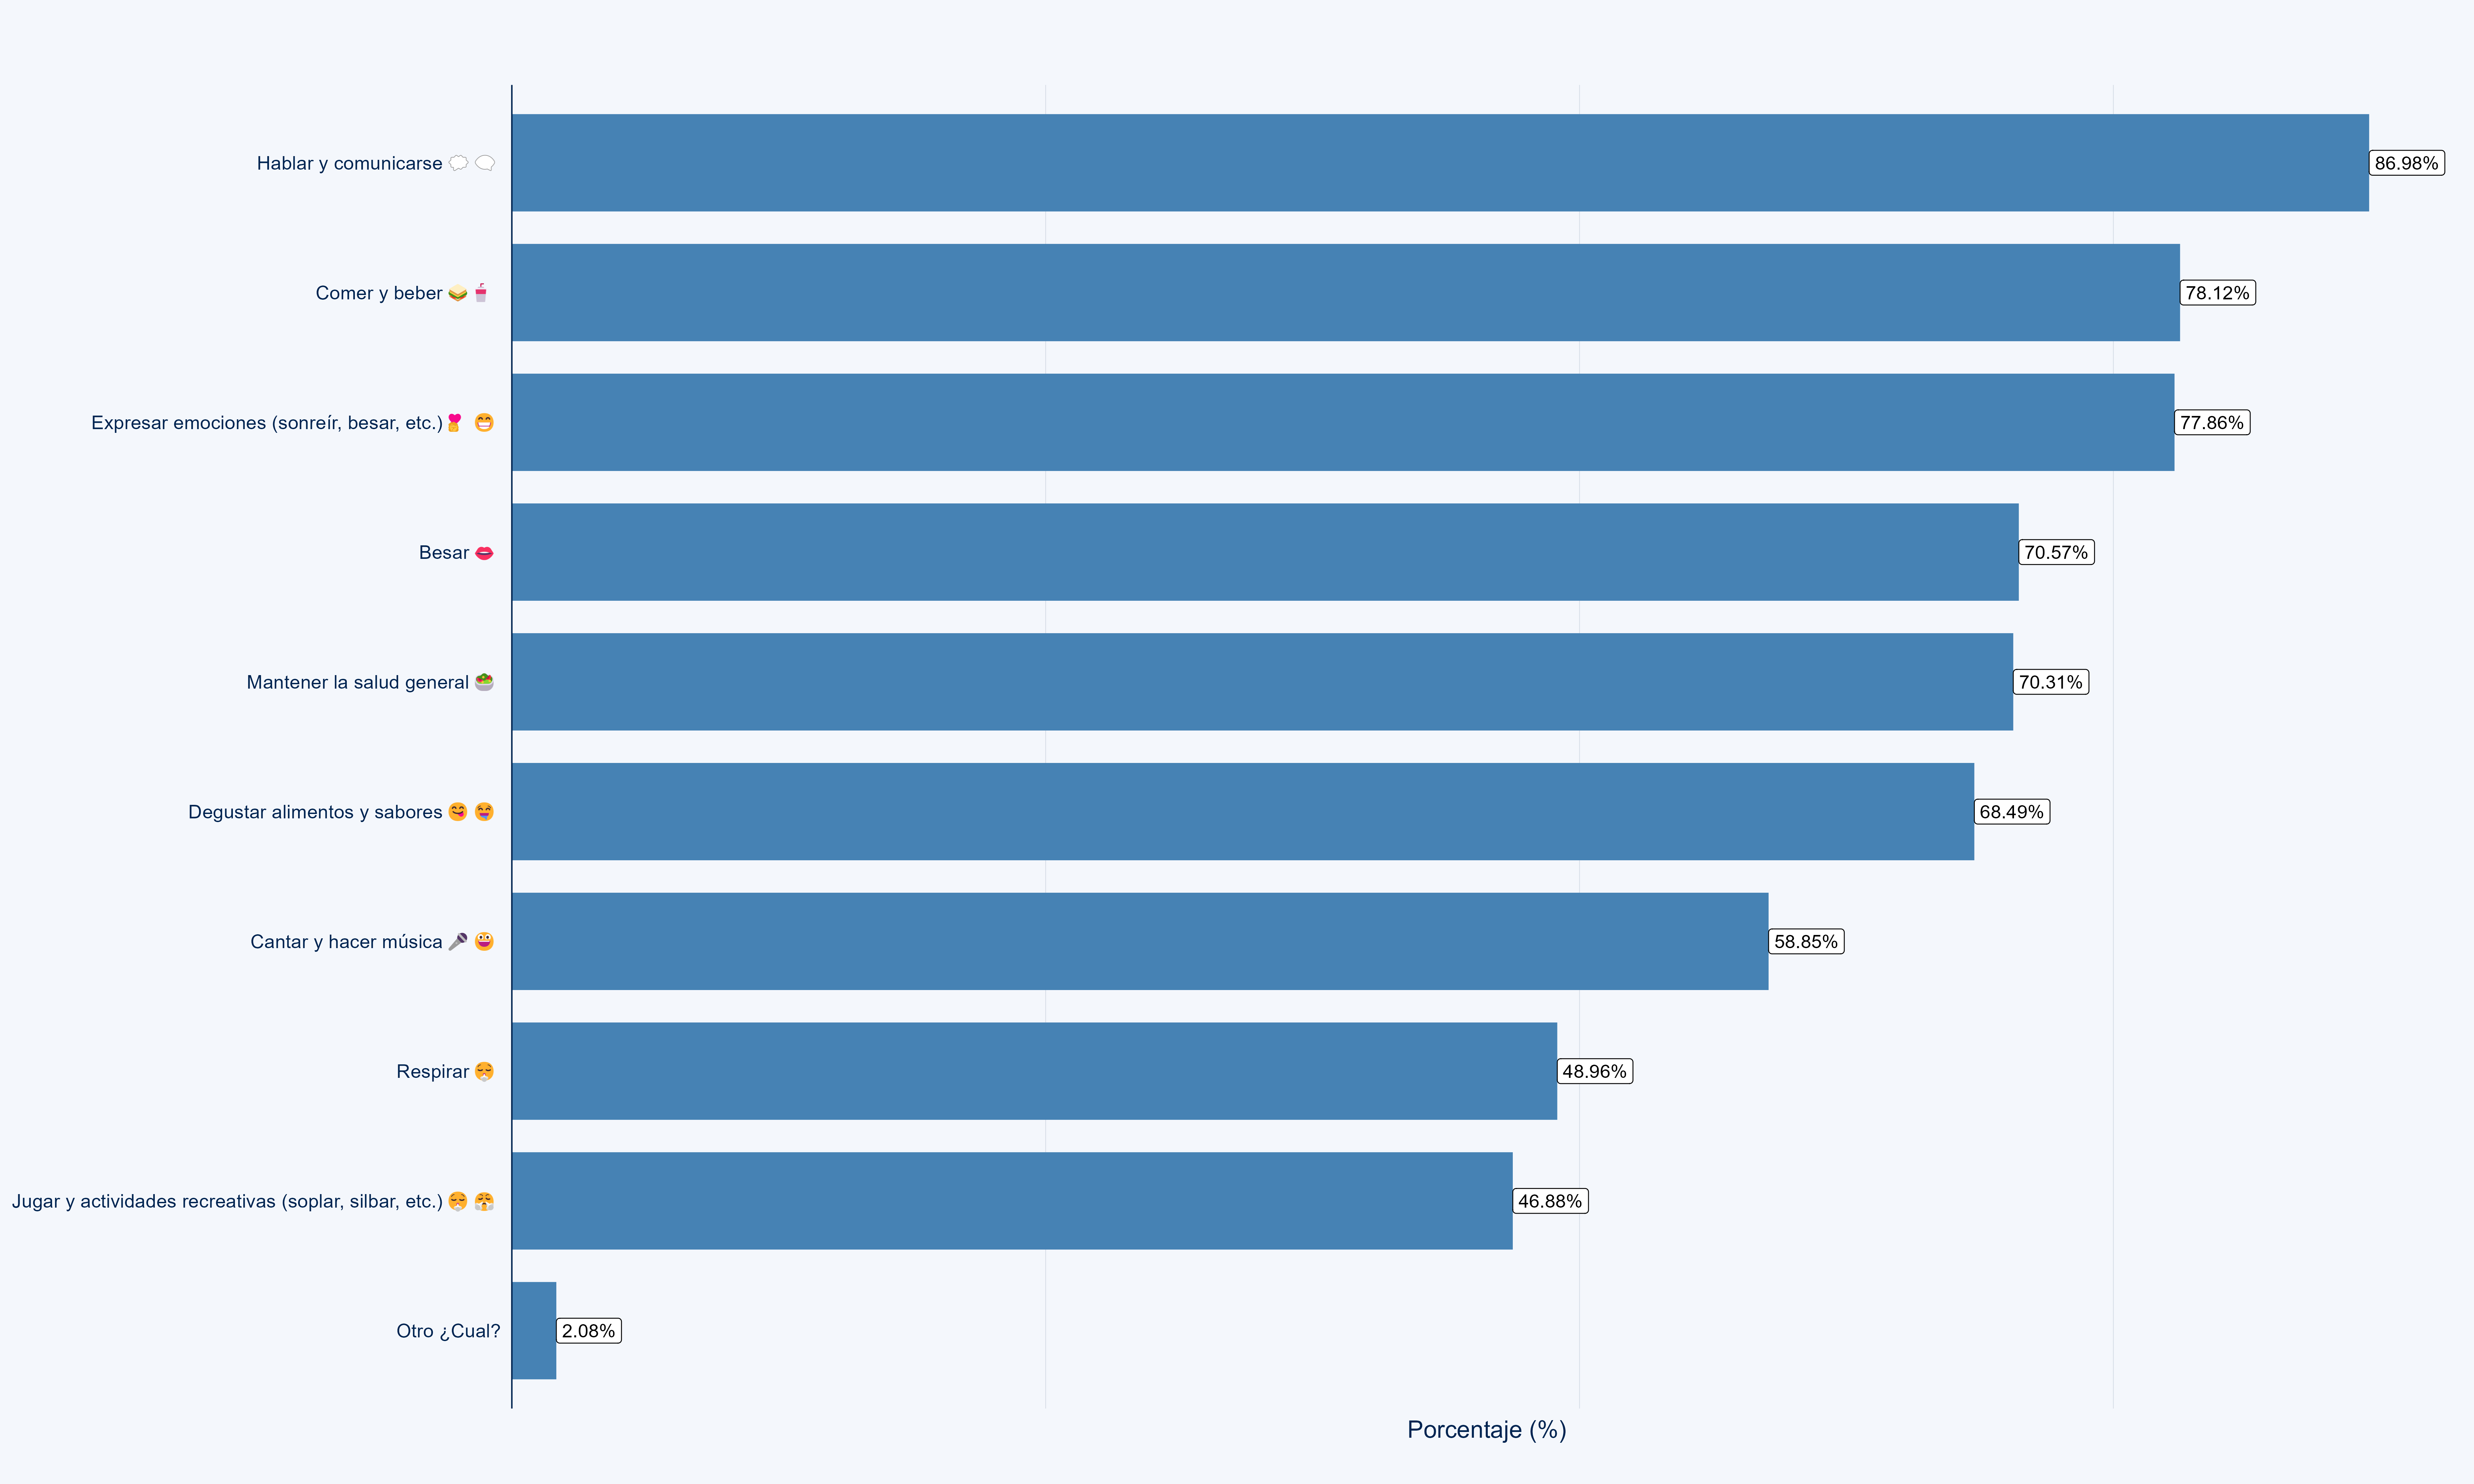 Hablar y comunicarse 💭 🗨 86.98%
Comer y beber 🥪 🥤 78.12%
Expresar emociones (sonreír, besar, etc.) 💝 😁 77.86%
Besar 👄 70.57%
Mantener la salud general 🥗 70.31%
Degustar alimentos y sabores 😋 🤤 68.49%
Cantar y hacer música 🎤 😀 58.85%
Respirar 😮‍💨 48.96%
Jugar y actividades recreativas (soplar, silbar, etc.) 😮‍💨 😤 46.88%
Otro ¿Cual? 2.08%
Porcentaje (%)